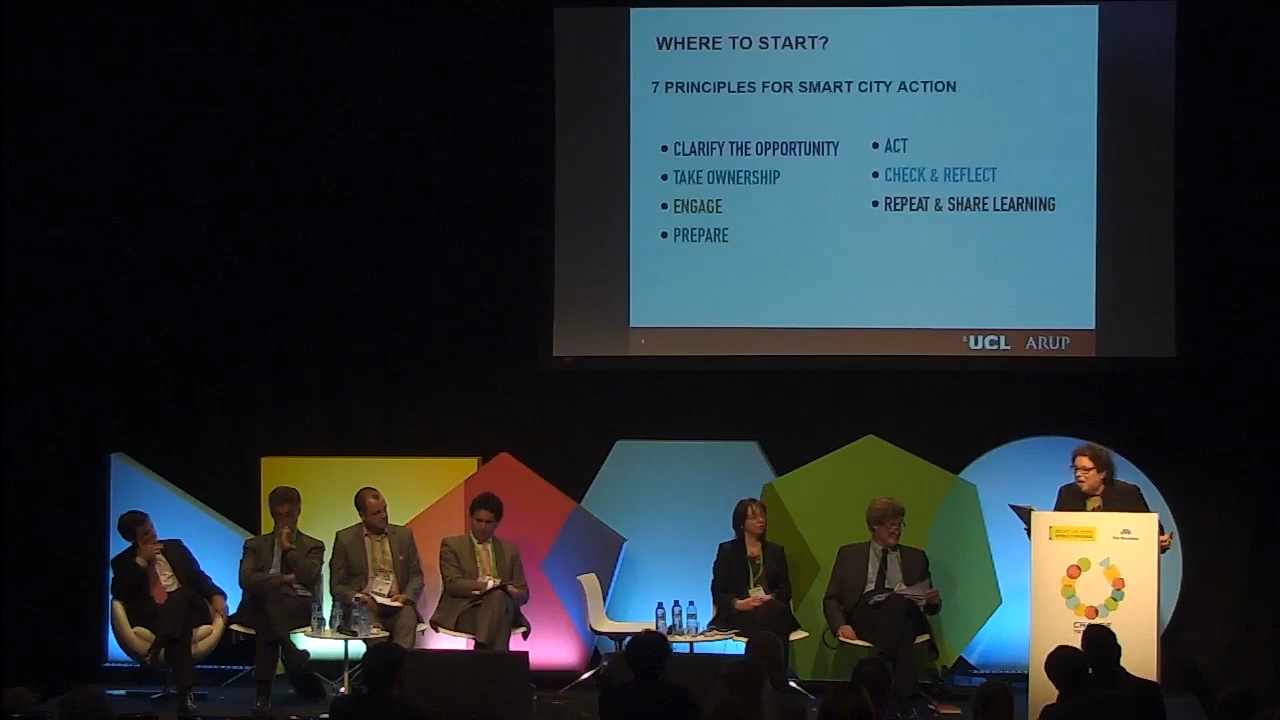 WHERE TO START?
7 PRINCIPLES FOR SMART CITY ACTION
• CLARIFY THE OPPORTUNITY
• TAKE OWNERSHIP
• ENGAGE
• PREPARE
• ACT
• CHECK & REFLECT
• REPEAT & SHARE LEARNING
UCL ARUP